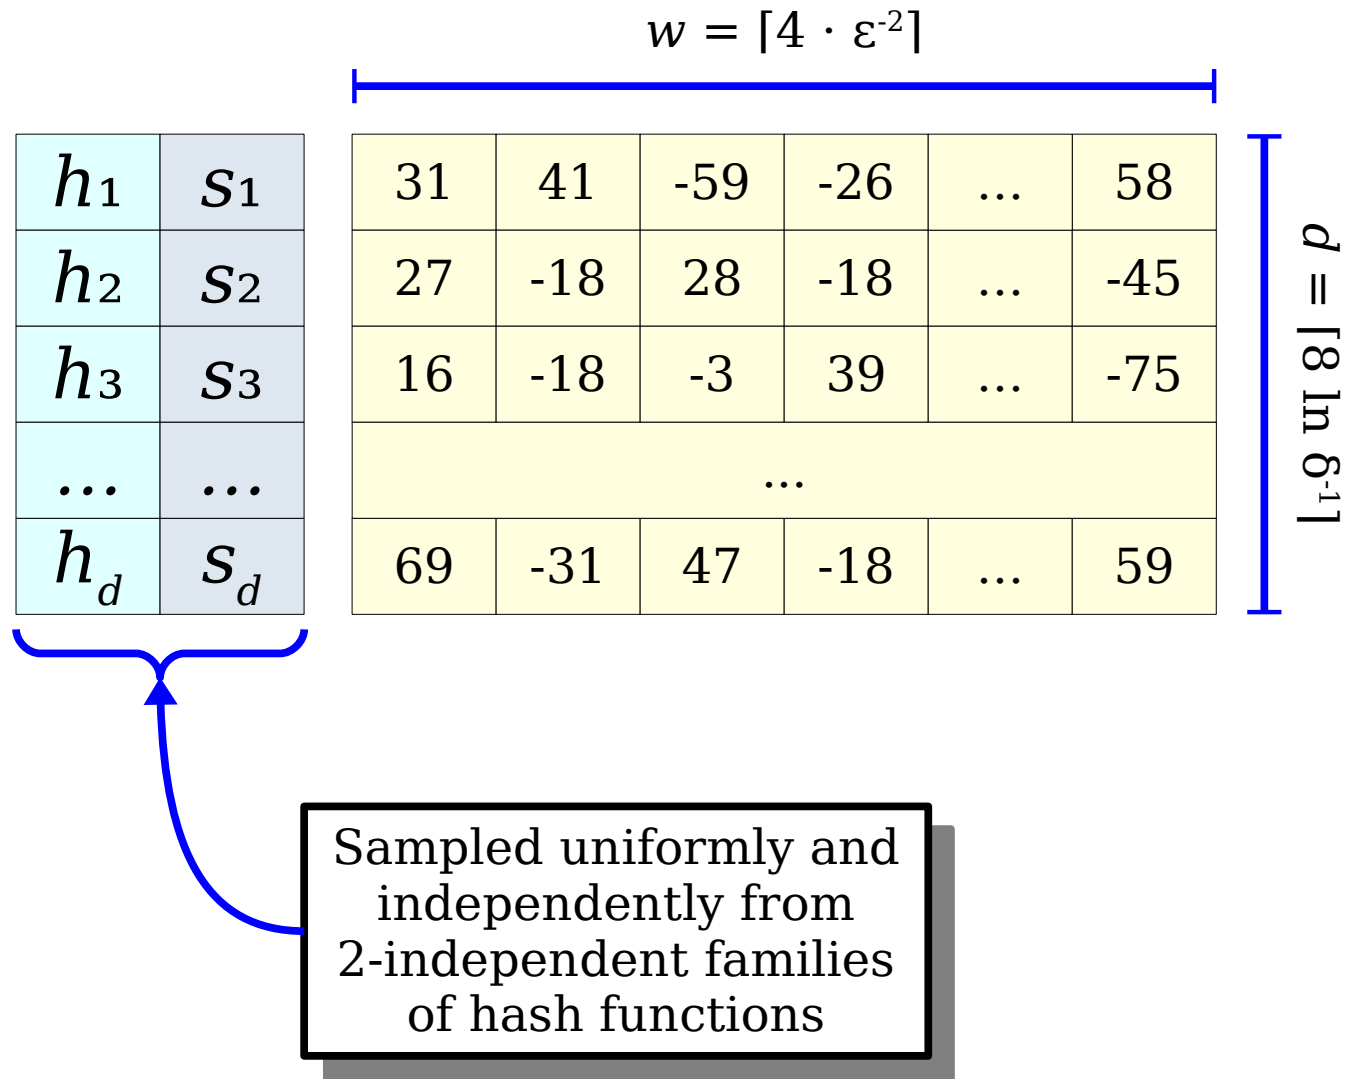 w = ⌈4 · ε⁻²⌉
h₁ s₁ 31 41 -59 -26 ... 58
h₂ s₂ 27 -18 28 -18 ... -45
h₃ s₃ 16 -18 -3 39 ... -75
... ... ...
h_d s_d 69 -31 47 -18 ... 59
d = ⌈8 ln δ⁻¹⌉
Sampled uniformly and
independently from
2-independent families
of hash functions